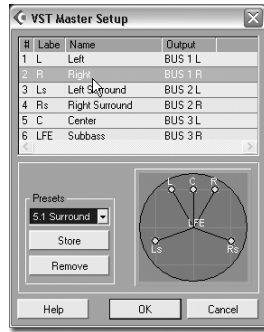 VST Master Setup
# Labe Name Output
1 L Left BUS 1 L
2 R Right BUS 1 R
3 Ls Left Surround BUS 2 L
4 Rs Right Surround BUS 2 R
5 C Center BUS 3 L
6 LFE Subbass BUS 3 R
Presets
5.1 Surround
Store
Remove
L C R
LFE
Ls Rs
Help OK Cancel